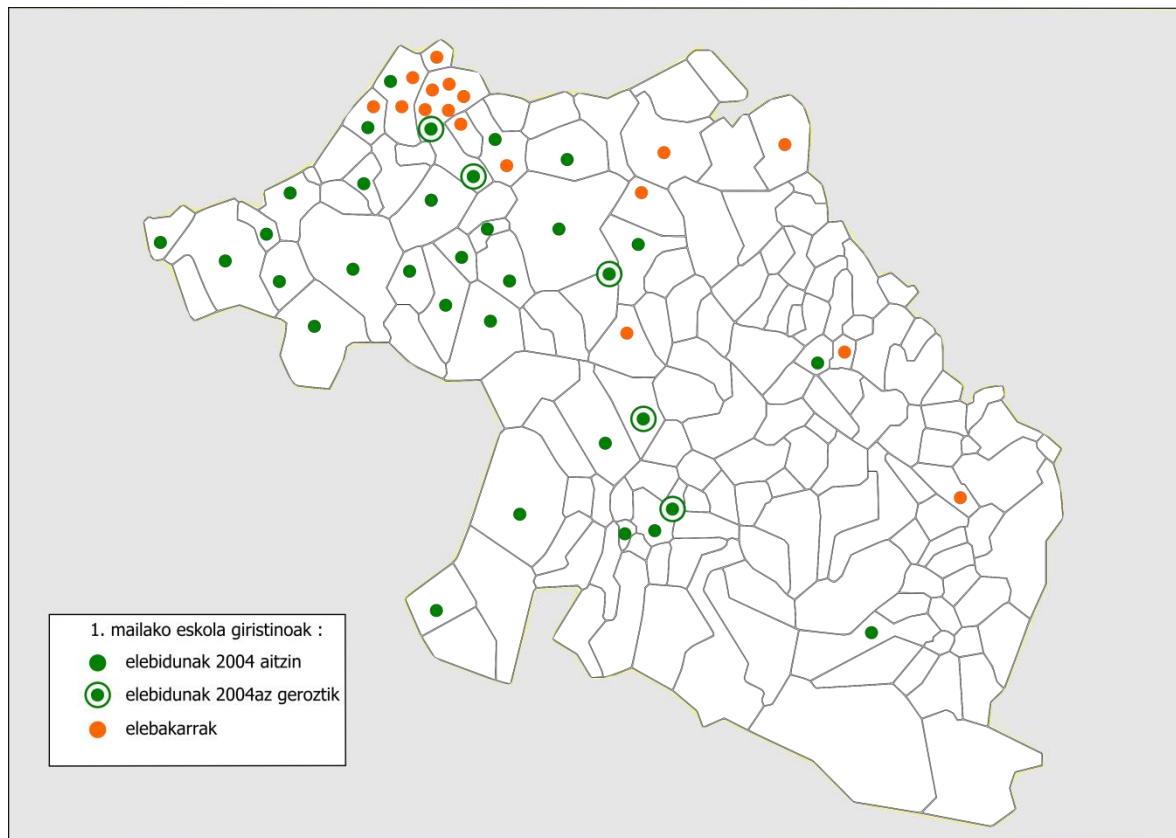 1. mailako eskola giristinoak :
elebidunak 2004 aitzin
elebidunak 2004az geroztik
elebakarrak